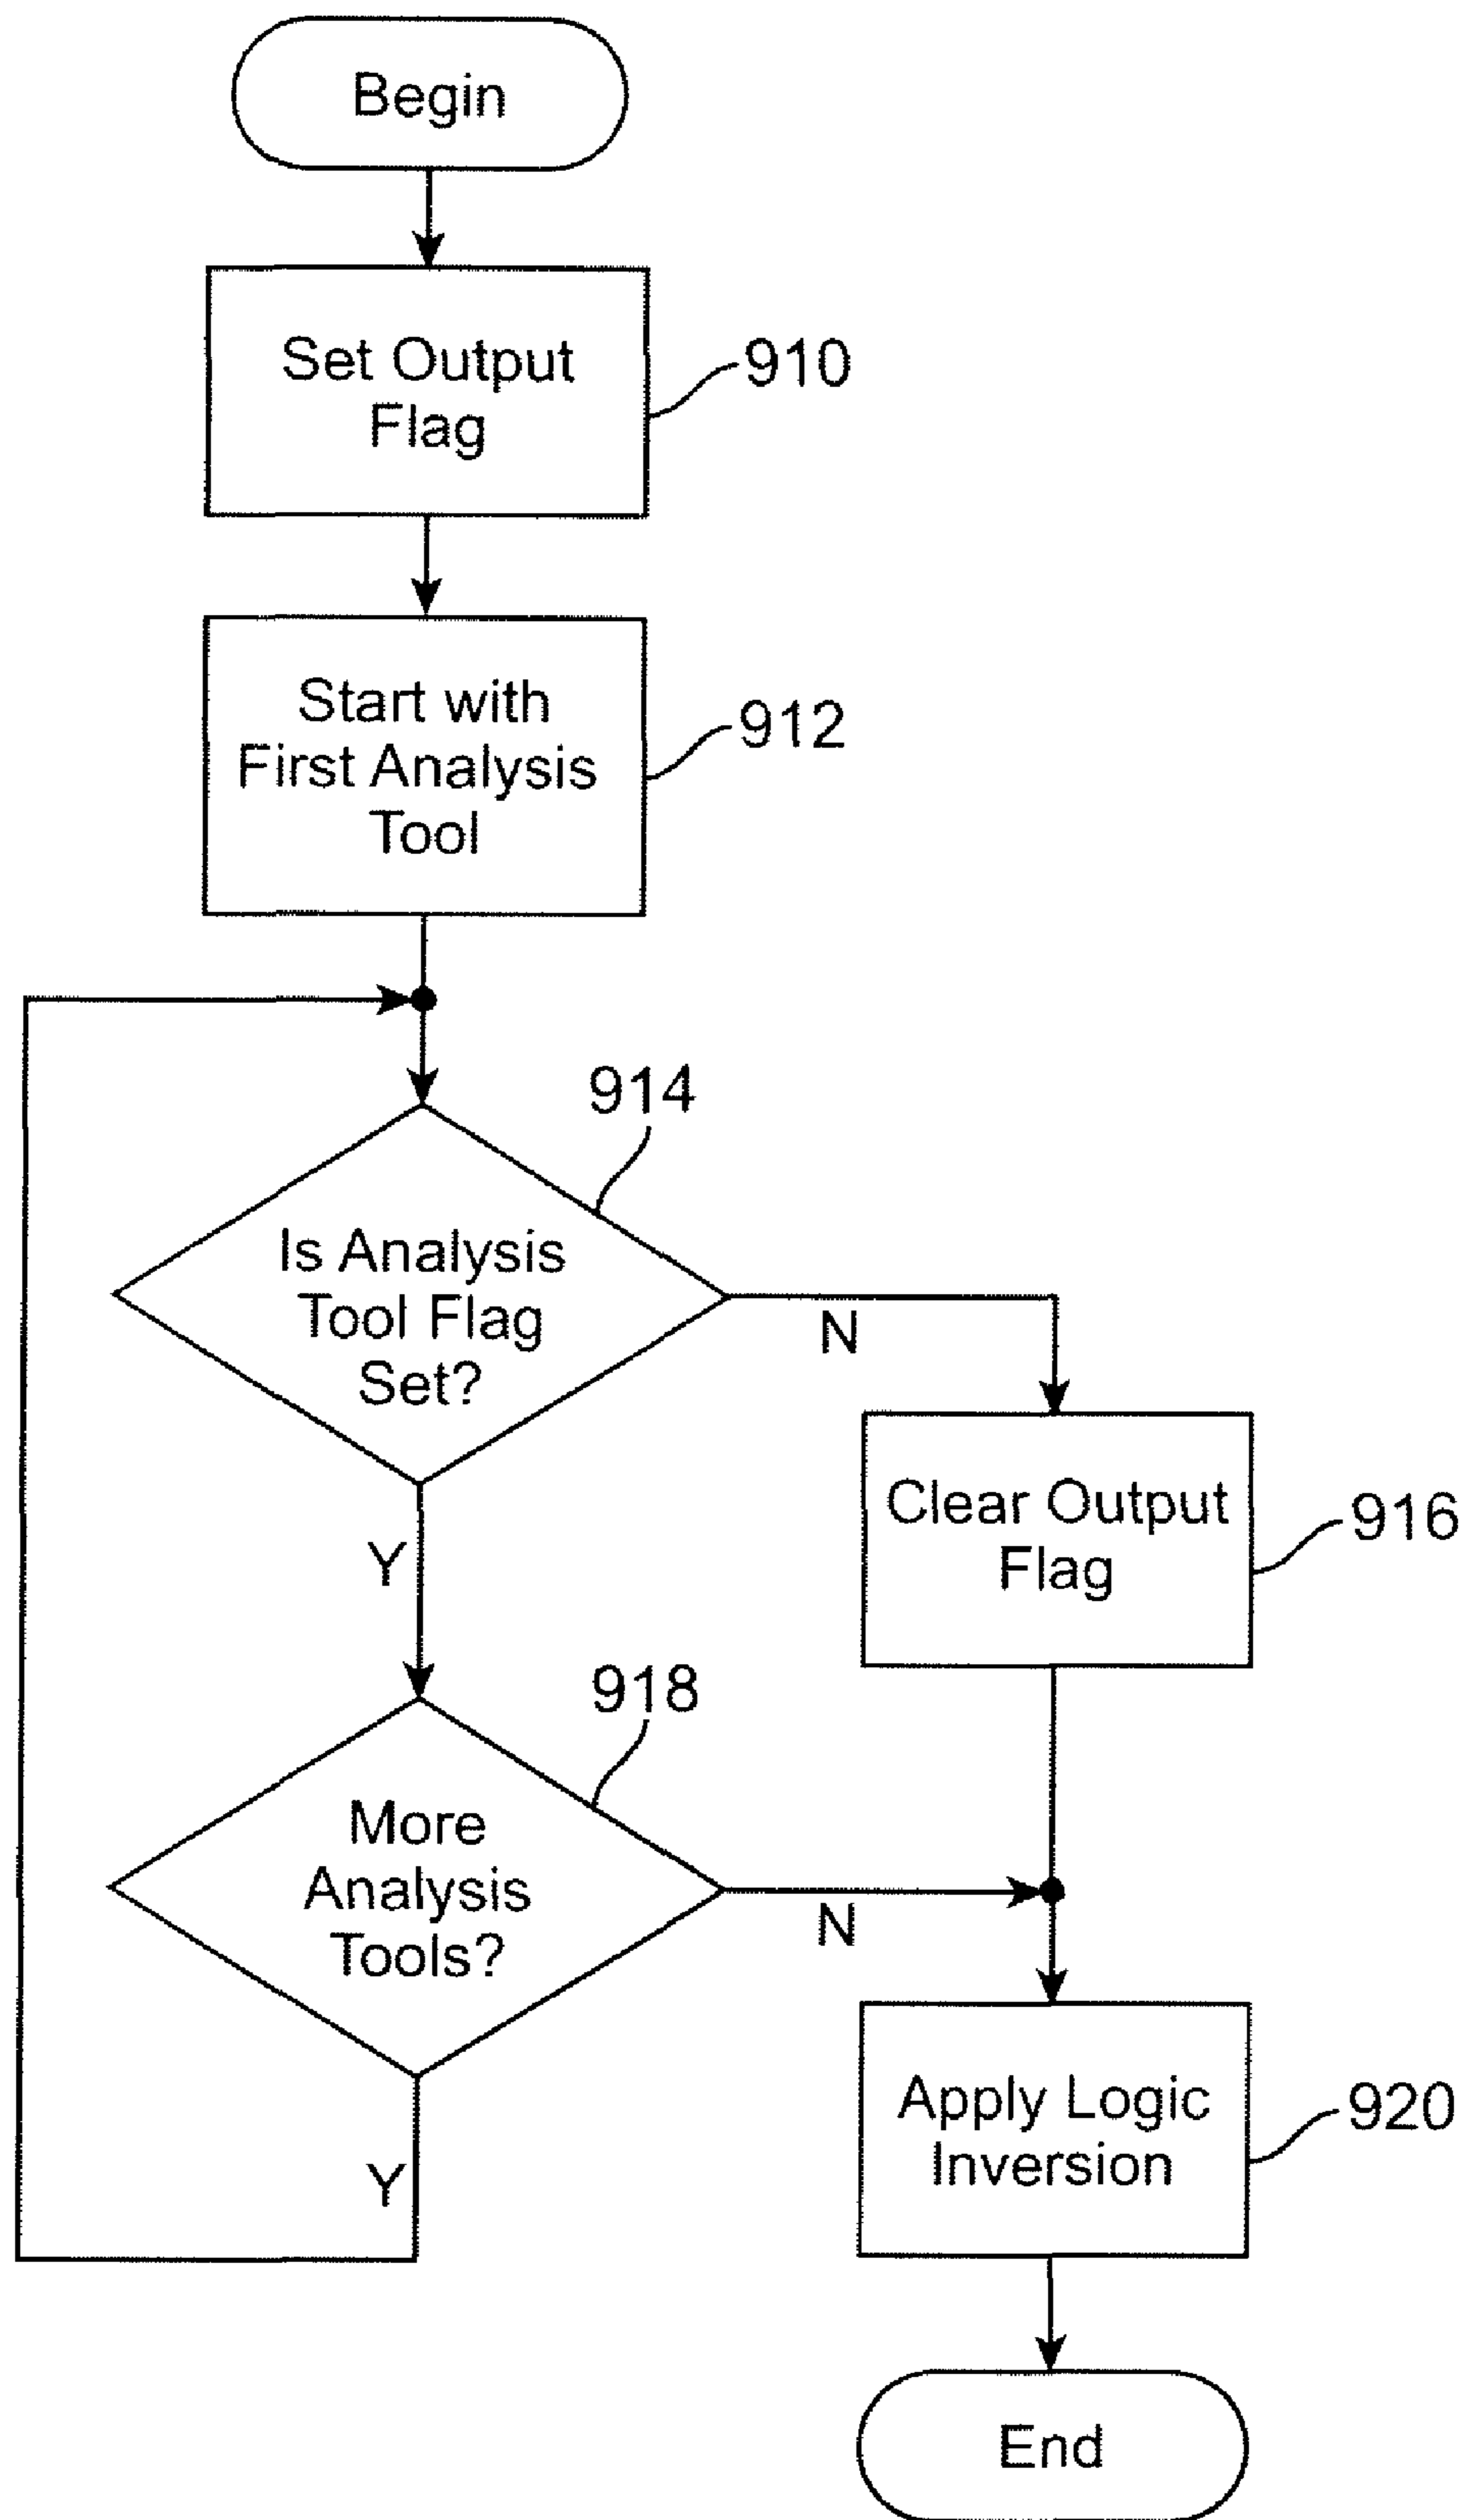 Begin
Set Output
Flag
910
Start with
First Analysis
Tool
912
914
Is Analysis
Tool Flag
Set?
N
Y
Clear Output
Flag
916
918
More
Analysis
Tools?
N
Y
Apply Logic
Inversion
920
End